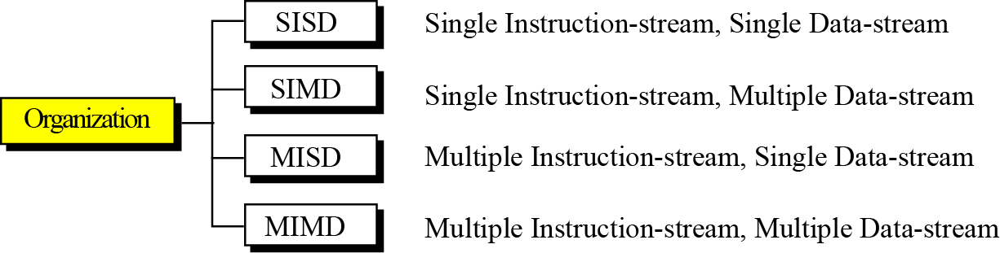 SISD Single Instruction-stream, Single Data-stream
SIMD Single Instruction-stream, Multiple Data-stream
Organization
MISD Multiple Instruction-stream, Single Data-stream
MIMD Multiple Instruction-stream, Multiple Data-stream